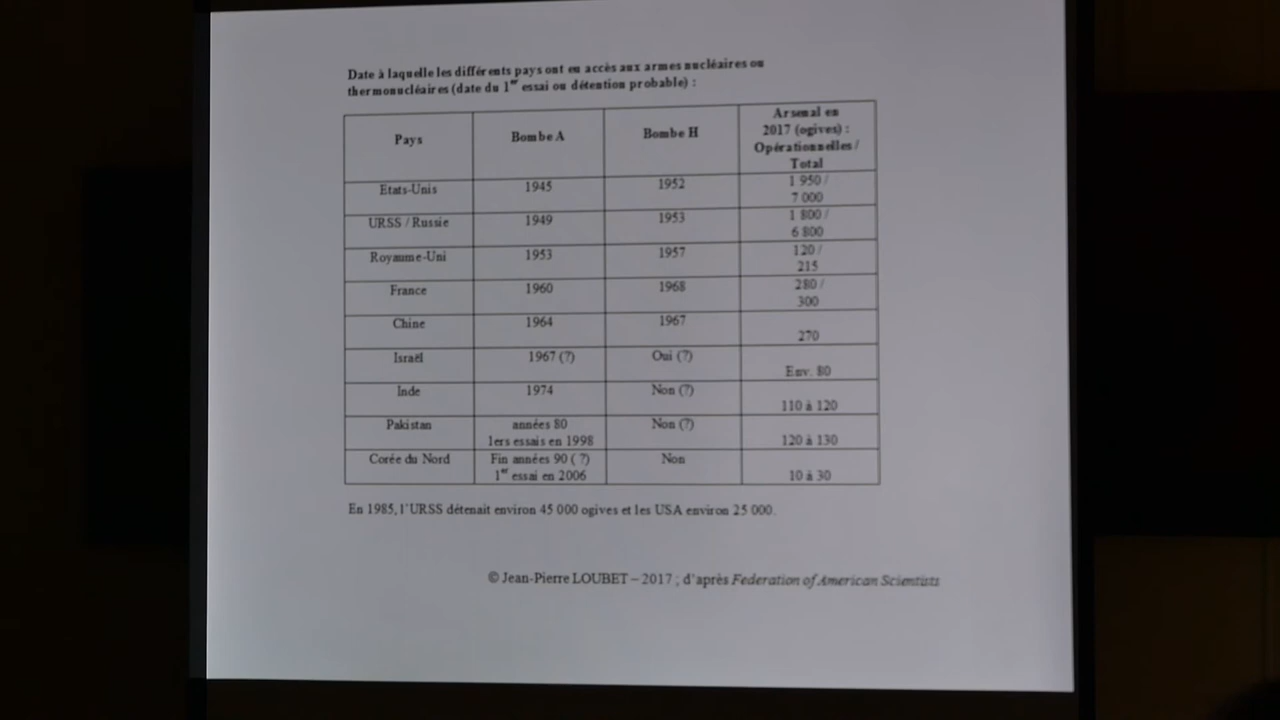 Date à laquelle les différents pays ont eu accès aux armes nucléaires ou
thermonucléaires (date du 1er essai ou détention probable) :
Pays
Bombe A
Bombe H
Arsenal en
2017 (ogives) :
Opérationnelles /
Total
Etats-Unis
1945
1952
1 950 /
7 000
URSS / Russie
1949
1953
1 800 /
6 800
Royaume-Uni
1953
1957
120 /
215
France
1960
1968
280 /
300
Chine
1964
1967
270
Israël
1967 (?)
Oui (?)
Env. 80
Inde
1974
Non (?)
110 à 120
Pakistan
années 80
1ers essais en 1998
Non (?)
120 à 130
Corée du Nord
Fin années 90 ( ?)
1er essai en 2006
Non
10 à 30
En 1985, l'URSS détenait environ 45 000 ogives et les USA environ 25 000.
© Jean-Pierre LOUBET – 2017 ; d'après Federation of American Scientists